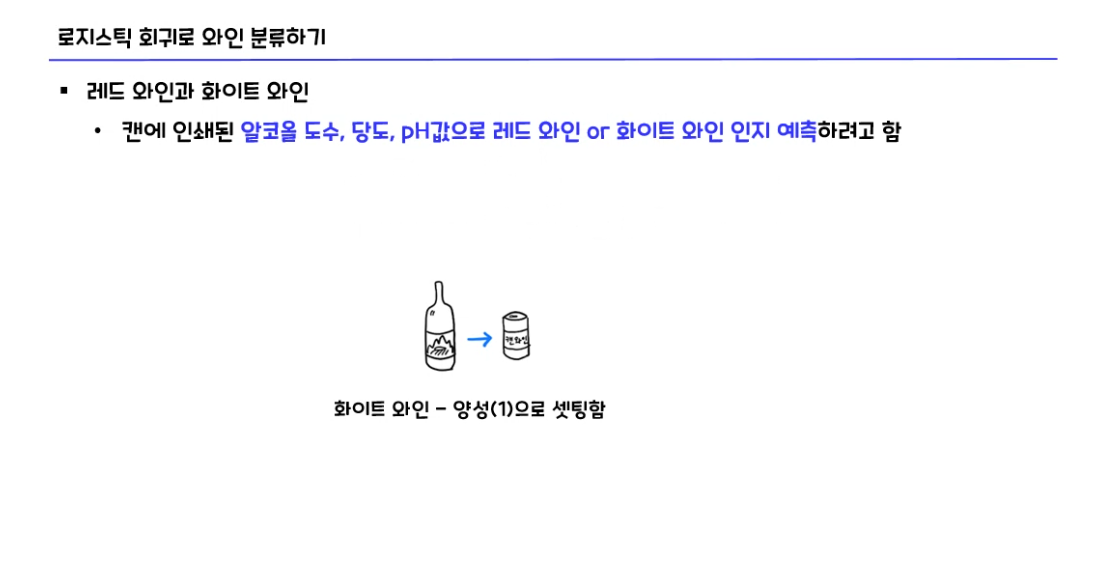 로지스틱 회귀로 와인 분류하기
▪ 레드 와인과 화이트 와인
• 캔에 인쇄된 알코올 도수, 당도, pH값으로 레드 와인 or 화이트 와인 인지 예측하려고 함
캔와인
화이트 와인 - 양성(1)으로 셋팅함